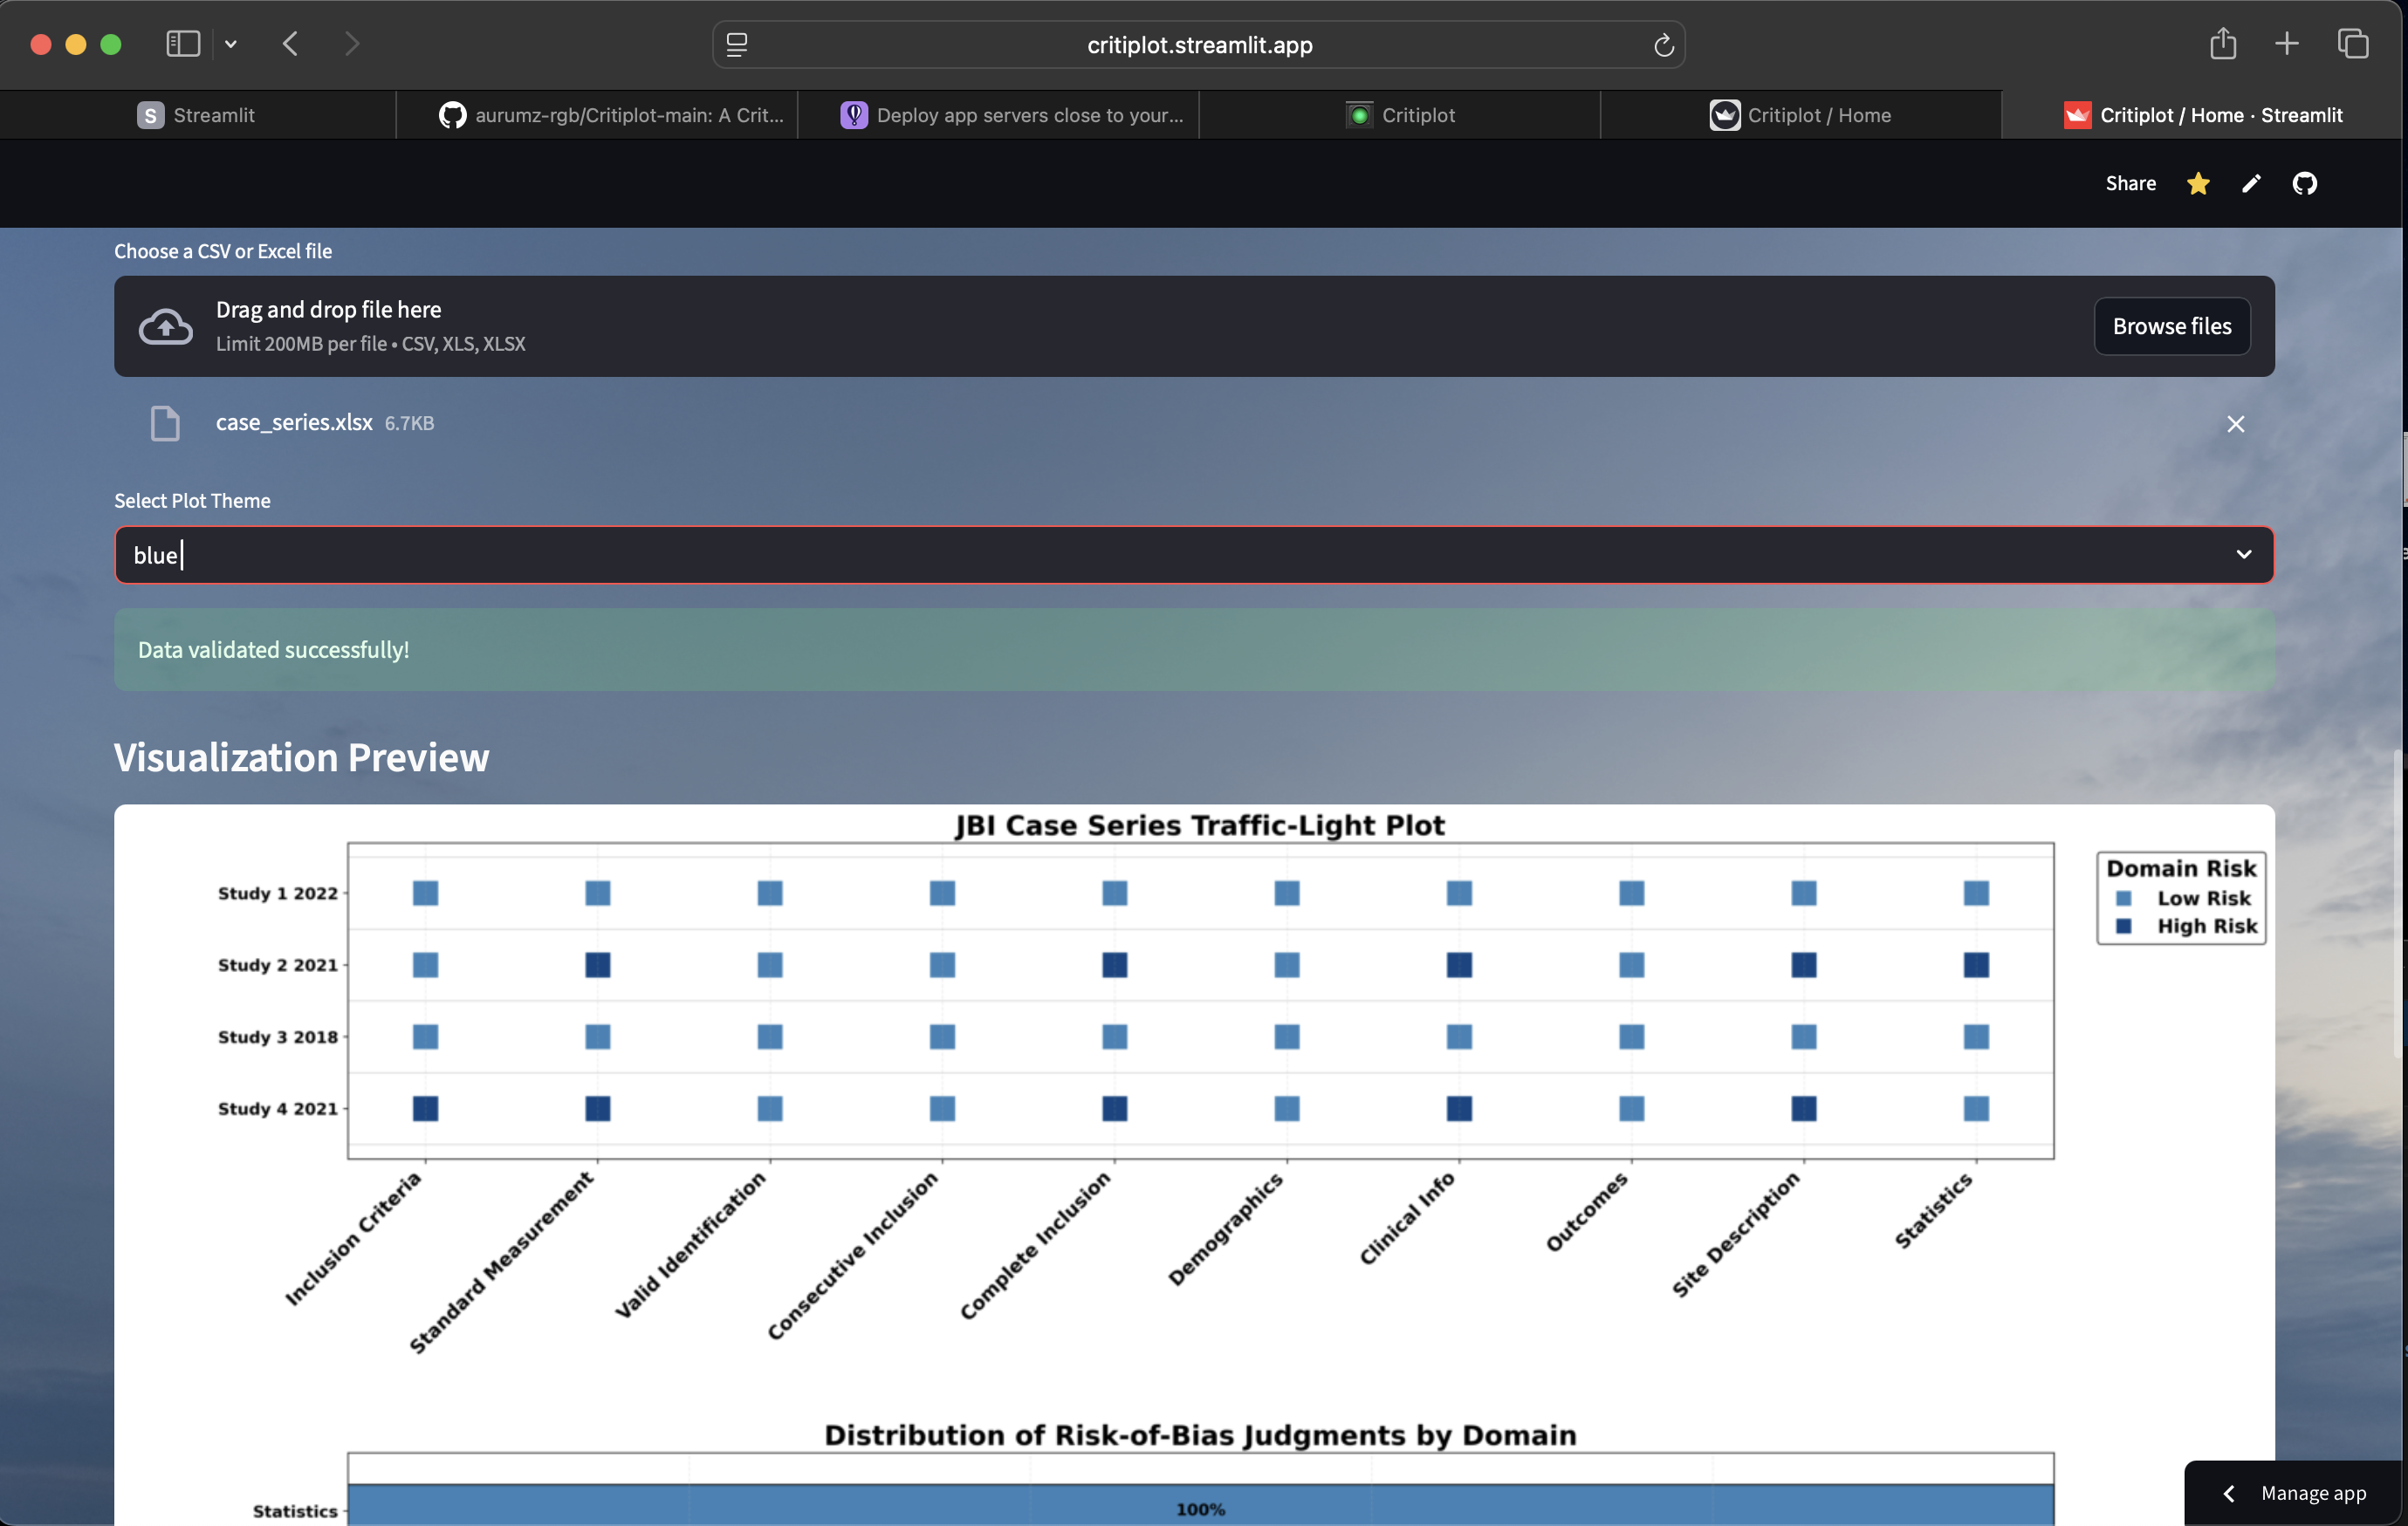 critiplot.streamlit.app
S Streamlit
aurumz-rgb/Critiplot-main: A Crit...
Deploy app servers close to your...
Critiplot
Critiplot / Home
Critiplot / Home · Streamlit
Share
Choose a CSV or Excel file
Drag and drop file here
Limit 200MB per file • CSV, XLS, XLSX
Browse files
case_series.xlsx 6.7KB
Select Plot Theme
blue
Data validated successfully!
Visualization Preview
JBI Case Series Traffic-Light Plot
Study 1 2022
Study 2 2021
Study 3 2018
Study 4 2021
Domain Risk
Low Risk
High Risk
Inclusion Criteria
Standard Measurement
Valid Identification
Consecutive Inclusion
Complete Inclusion
Demographics
Clinical Info
Outcomes
Site Description
Statistics
Distribution of Risk-of-Bias Judgments by Domain
Statistics
100%
Manage app